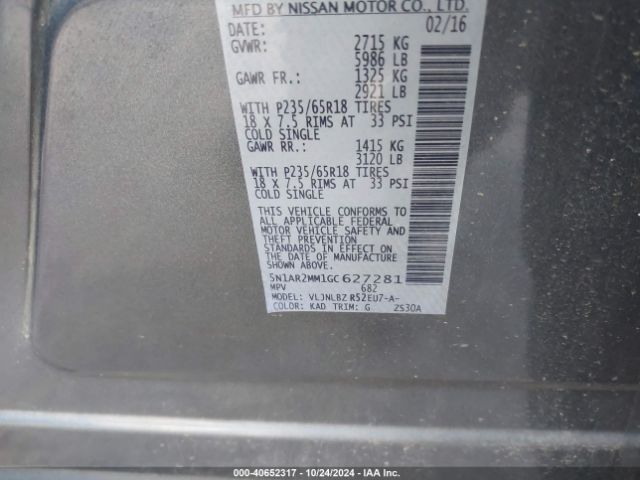 MFD BY NISSAN MOTOR CO., LTD.
DATE: 02/16
GVWR: 2715 KG
5986 LB
GAWR FR.: 1325 KG
2921 LB
WITH P235/65R18 TIRES
18 X 7.5 RIMS AT 33 PSI
COLD SINGLE
GAWR RR.: 1415 KG
3120 LB
WITH P235/65R18 TIRES
18 X 7.5 RIMS AT 33 PSI
COLD SINGLE
THIS VEHICLE CONFORMS TO
ALL APPLICABLE FEDERAL
MOTOR VEHICLE SAFETY AND
THEFT PREVENTION
STANDARDS IN EFFECT ON
THE DATE OF MANUFACTURE
SHOWN ABOVE.
5N1AR2MM1GC627281
MPV 682
MODEL: VLJNLBZ R52EU7-A-
COLOR: KAD TRIM: G ZS30A
000-40652317 • 10/24/2024 • IAA Inc.